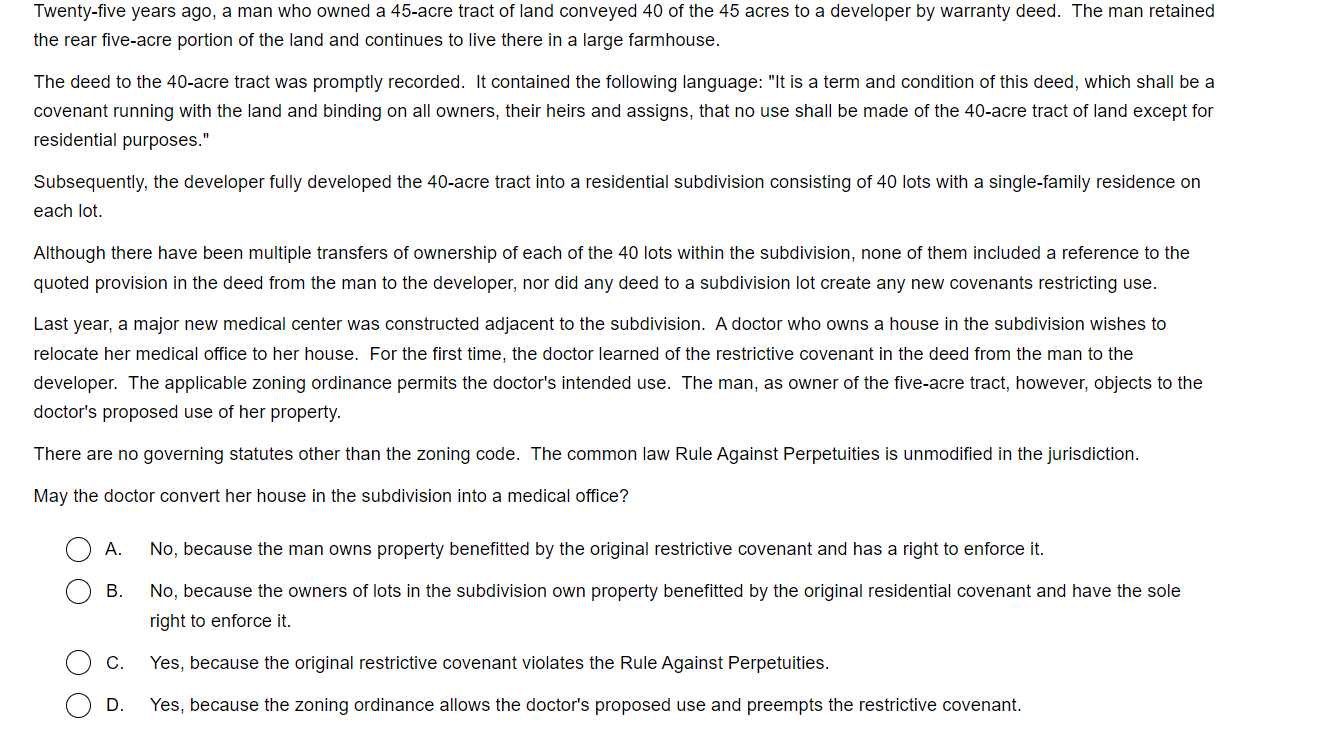 Twenty-five years ago, a man who owned a 45-acre tract of land conveyed 40 of the 45 acres to a developer by warranty deed. The man retained
the rear five-acre portion of the land and continues to live there in a large farmhouse.
The deed to the 40-acre tract was promptly recorded. It contained the following language: "It is a term and condition of this deed, which shall be a
covenant running with the land and binding on all owners, their heirs and assigns, that no use shall be made of the 40-acre tract of land except for
residential purposes."
Subsequently, the developer fully developed the 40-acre tract into a residential subdivision consisting of 40 lots with a single-family residence on
each lot.
Although there have been multiple transfers of ownership of each of the 40 lots within the subdivision, none of them included a reference to the
quoted provision in the deed from the man to the developer, nor did any deed to a subdivision lot create any new covenants restricting use.
Last year, a major new medical center was constructed adjacent to the subdivision. A doctor who owns a house in the subdivision wishes to
relocate her medical office to her house. For the first time, the doctor learned of the restrictive covenant in the deed from the man to the
developer. The applicable zoning ordinance permits the doctor's intended use. The man, as owner of the five-acre tract, however, objects to the
doctor's proposed use of her property.
There are no governing statutes other than the zoning code. The common law Rule Against Perpetuities is unmodified in the jurisdiction.
May the doctor convert her house in the subdivision into a medical office?
A. No, because the man owns property benefitted by the original restrictive covenant and has a right to enforce it.
B. No, because the owners of lots in the subdivision own property benefitted by the original residential covenant and have the sole
right to enforce it.
C. Yes, because the original restrictive covenant violates the Rule Against Perpetuities.
D. Yes, because the zoning ordinance allows the doctor's proposed use and preempts the restrictive covenant.